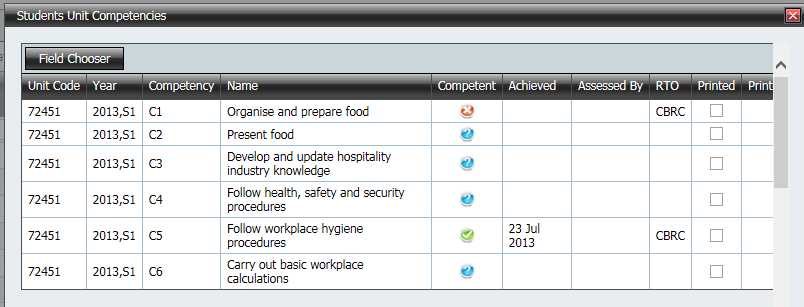 Students Unit Competencies
Field Chooser
Unit Code Year Competency Name Competent Achieved Assessed By RTO Printed Print
72451 2013,S1 C1 Organise and prepare food CBRC
72451 2013,S1 C2 Present food
72451 2013,S1 C3 Develop and update hospitality
industry knowledge
72451 2013,S1 C4 Follow health, safety and security
procedures
72451 2013,S1 C5 Follow workplace hygiene
procedures 23 Jul
2013 CBRC
72451 2013,S1 C6 Carry out basic workplace
calculations